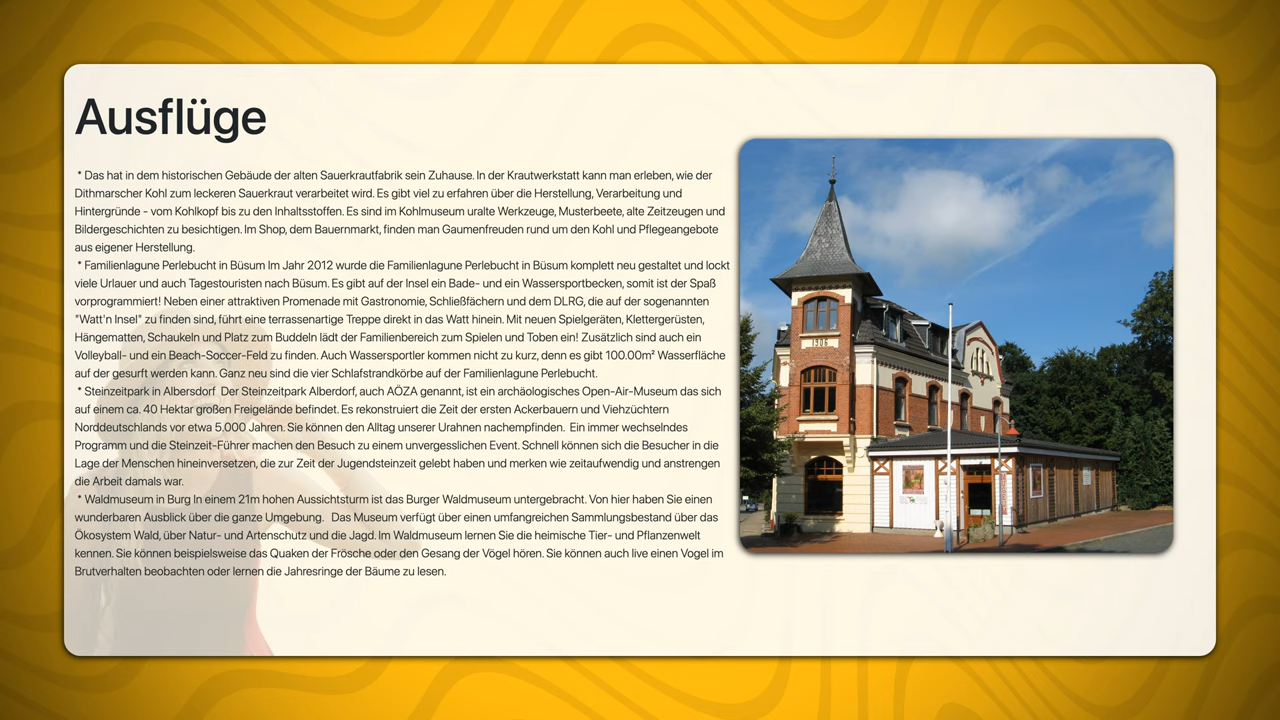 Ausflüge
* Das hat in dem historischen Gebäude der alten Sauerkrautfabrik sein Zuhause. In der Krautwerkstatt kann man erleben, wie der
Dithmarscher Kohl zum leckeren Sauerkraut verarbeitet wird. Es gibt viel zu erfahren über die Herstellung, Verarbeitung und
Hintergründe - vom Kohlkopf bis zu den Inhaltsstoffen. Es sind im Kohlmuseum uralte Werkzeuge, Musterbeete, alte Zeitzeugen und
Bildergeschichten zu besichtigen. Im Shop, dem Bauernmarkt, finden man Gaumenfreuden rund um den Kohl und Pflegeangebote
aus eigener Herstellung.
* Familienlagune Perlebucht in Büsum Im Jahr 2012 wurde die Familienlagune Perlebucht in Büsum komplett neu gestaltet und lockt
viele Urlauer und auch Tagestouristen nach Büsum. Es gibt auf der Insel ein Bade- und ein Wassersportbecken, somit ist der Spaß
vorprogrammiert! Neben einer attraktiven Promenade mit Gastronomie, Schließfächern und dem DLRG, die auf der sogenannten
"Watt'n Insel" zu finden sind, führt eine terrassenartige Treppe direkt in das Watt hinein. Mit neuen Spielgeräten, Klettergerüsten,
Hängematten, Schaukeln und Platz zum Buddeln lädt der Familienbereich zum Spielen und Toben ein! Zusätzlich sind auch ein
Volleyball- und ein Beach-Soccer-Feld zu finden. Auch Wassersportler kommen nicht zu kurz, denn es gibt 100.00m² Wasserfläche
auf der gesurft werden kann. Ganz neu sind die vier Schlafstrandkörbe auf der Familienlagune Perlebucht.
* Steinzeitpark in Albersdorf Der Steinzeitpark Alberdorf, auch AÖZA genannt, ist ein archäologisches Open-Air-Museum das sich
auf einem ca. 40 Hektar großen Freigelände befindet. Es rekonstruiert die Zeit der ersten Ackerbauern und Viehzüchtern
Norddeutschlands vor etwa 5.000 Jahren. Sie können den Alltag unserer Urahnen nachempfinden. Ein immer wechselndes
Programm und die Steinzeit-Führer machen den Besuch zu einem unvergesslichen Event. Schnell können sich die Besucher in die
Lage der Menschen hineinversetzen, die zur Zeit der Jugendsteinzeit gelebt haben und merken wie zeitaufwendig und anstrengen
die Arbeit damals war.
* Waldmuseum in Burg In einem 21m hohen Aussichtsturm ist das Burger Waldmuseum untergebracht. Von hier haben Sie einen
wunderbaren Ausblick über die ganze Umgebung. Das Museum verfügt über einen umfangreichen Sammlungsbestand über das
Ökosystem Wald, über Natur- und Artenschutz und die Jagd. Im Waldmuseum lernen Sie die heimische Tier- und Pflanzenwelt
kennen. Sie können beispielsweise das Quaken der Frösche oder den Gesang der Vögel hören. Sie können auch live einen Vogel im
Brutverhalten beobachten oder lernen die Jahresringe der Bäume zu lesen.
1906